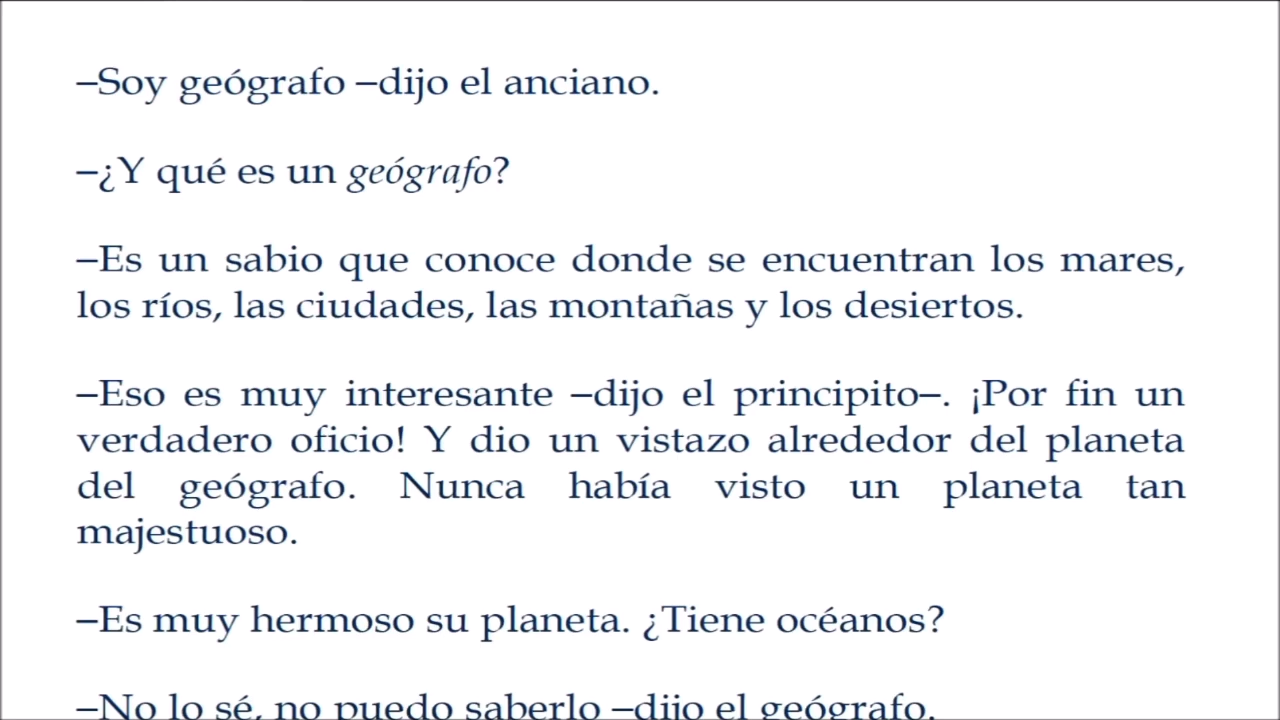 –Soy geógrafo –dijo el anciano.
–¿Y qué es un geógrafo?
–Es un sabio que conoce donde se encuentran los mares,
los ríos, las ciudades, las montañas y los desiertos.
–Eso es muy interesante –dijo el principito–. ¡Por fin un
verdadero oficio! Y dio un vistazo alrededor del planeta
del geógrafo. Nunca había visto un planeta tan
majestuoso.
–Es muy hermoso su planeta. ¿Tiene océanos?
–No lo sé, no puedo saberlo –dijo el geógrafo.